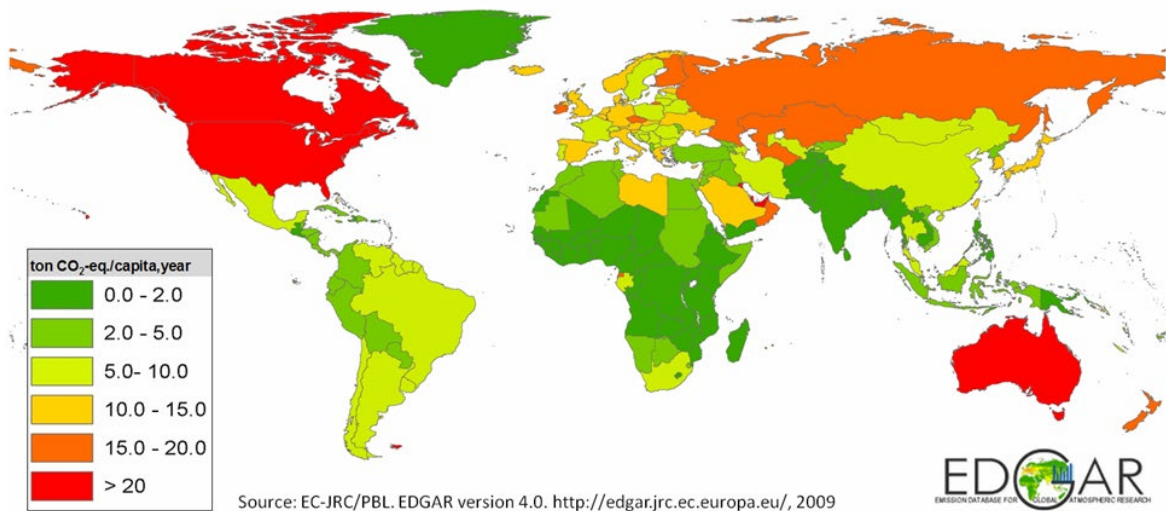 ton CO₂-eq./capita,year
0.0 - 2.0
2.0 - 5.0
5.0- 10.0
10.0 - 15.0
15.0 - 20.0
> 20
Source: EC-JRC/PBL. EDGAR version 4.0. http://edgar.jrc.ec.europa.eu/, 2009
EDGAR
EMISSION DATABASE FOR GLOBAL ATMOSPHERIC RESEARCH